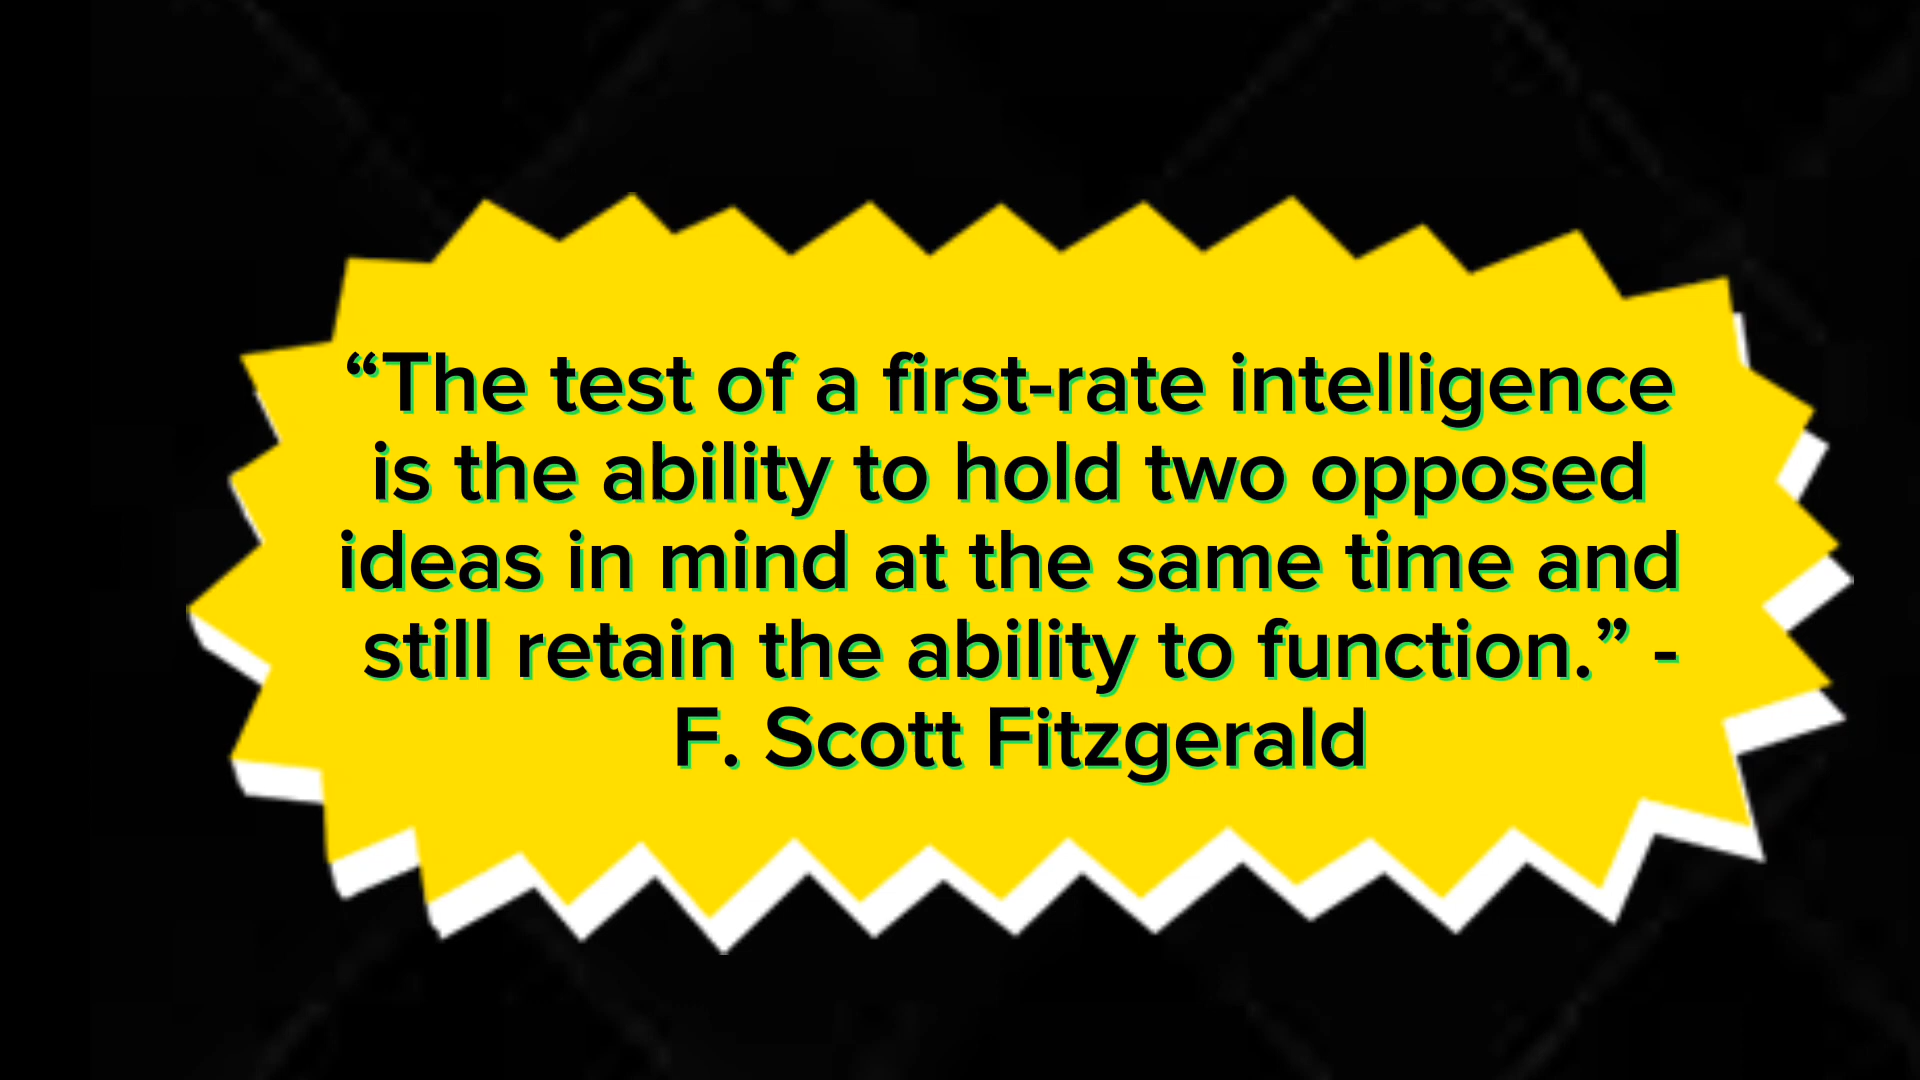 “The test of a first-rate intelligence
is the ability to hold two opposed
ideas in mind at the same time and
still retain the ability to function.” -
F. Scott Fitzgerald